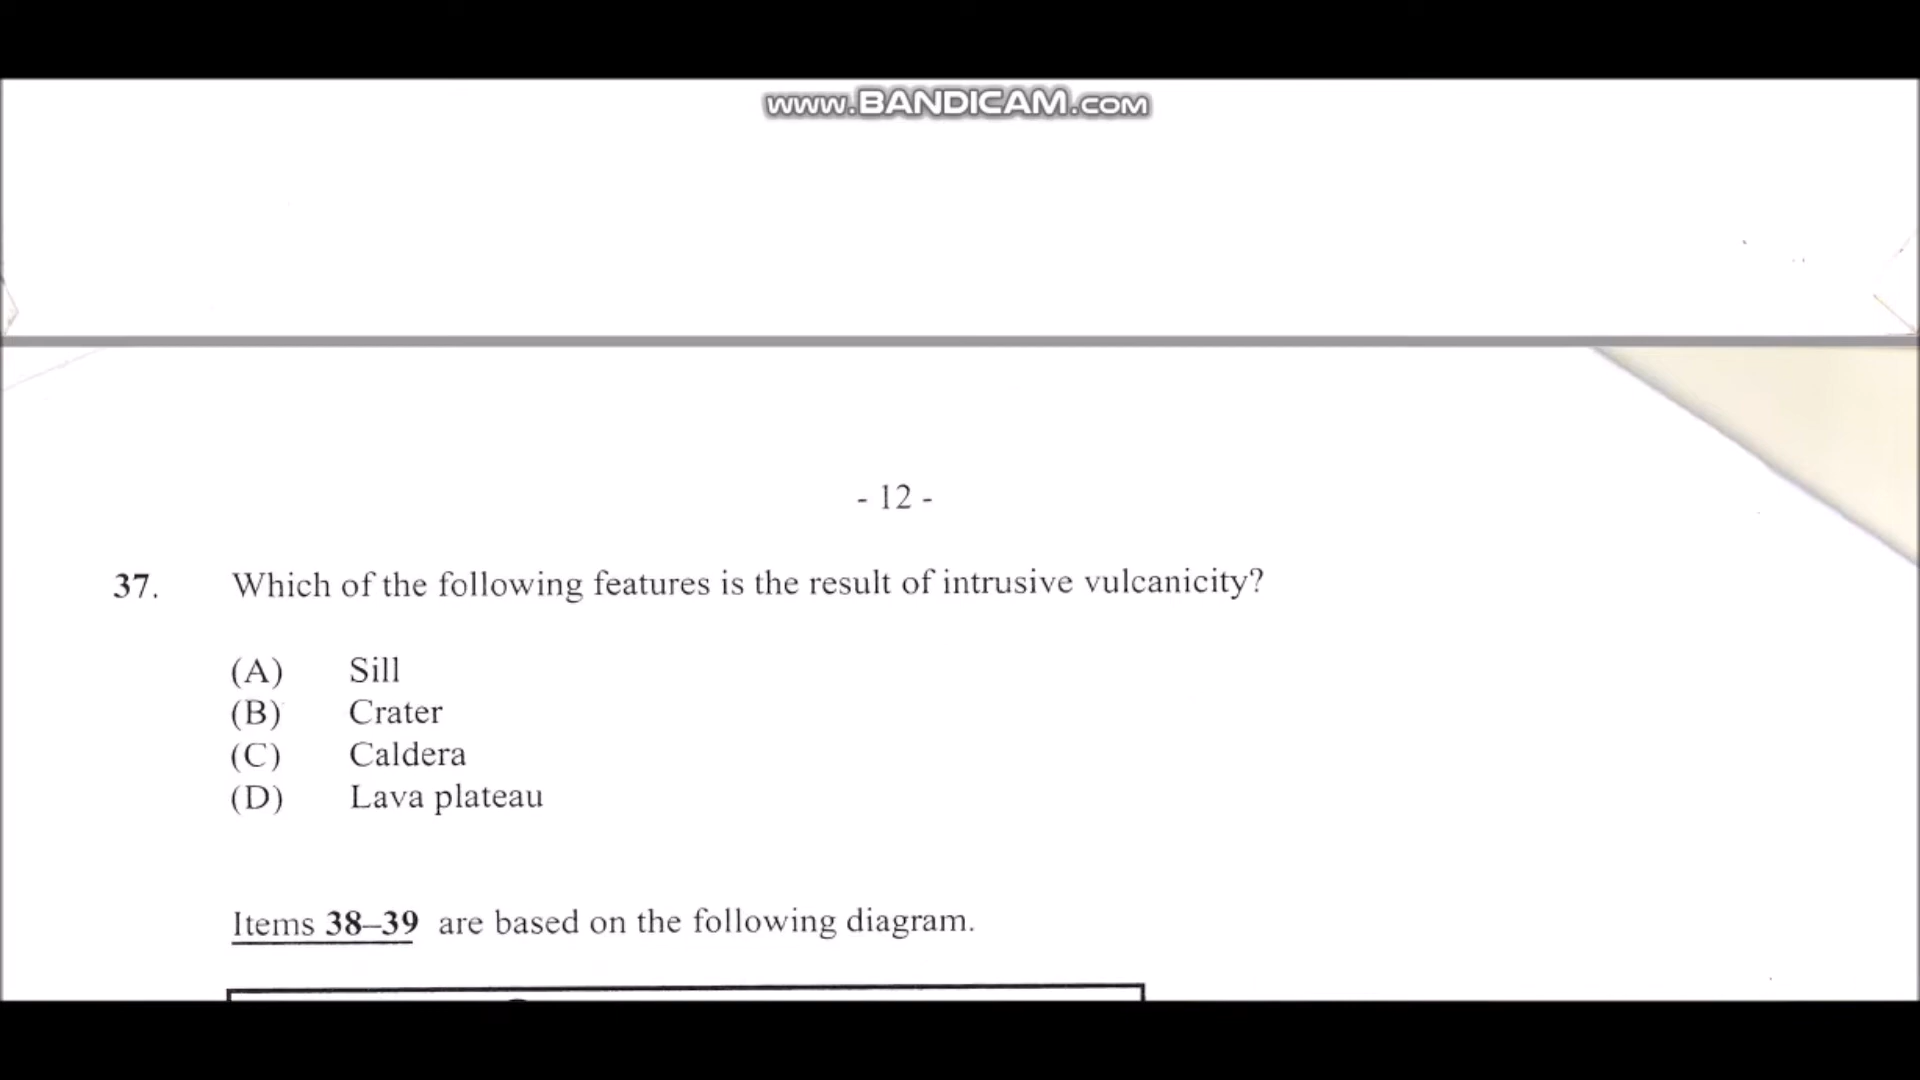 www.BANDICAM.com
- 12 -
37. Which of the following features is the result of intrusive vulcanicity?
(A) Sill
(B) Crater
(C) Caldera
(D) Lava plateau
Items 38–39 are based on the following diagram.